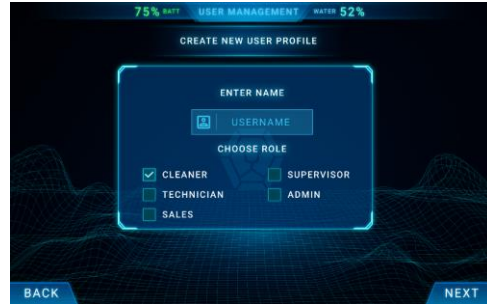 75% BATT USER MANAGEMENT WATER 52%
CREATE NEW USER PROFILE
ENTER NAME
USERNAME
CHOOSE ROLE
CLEANER SUPERVISOR
TECHNICIAN ADMIN
SALES
BACK NEXT